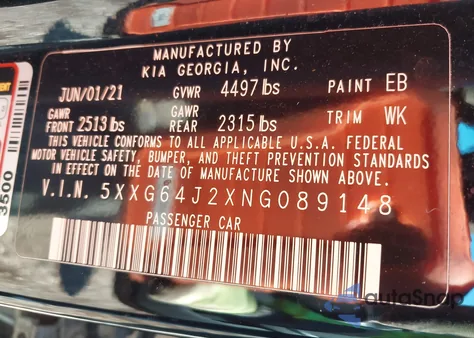 MANUFACTURED BY
KIA GEORGIA, INC.
JUN/01/21 GVWR 4497 lbs PAINT EB
GAWR FRONT 2513 lbs GAWR REAR 2315 lbs TRIM WK
THIS VEHICLE CONFORMS TO ALL APPLICABLE U.S.A. FEDERAL
MOTOR VEHICLE SAFETY, BUMPER, AND THEFT PREVENTION STANDARDS
IN EFFECT ON THE DATE OF MANUFACTURE SHOWN ABOVE.
V.I.N. 5XXG64J2XNG089148
PASSENGER CAR
3500
autoSnap